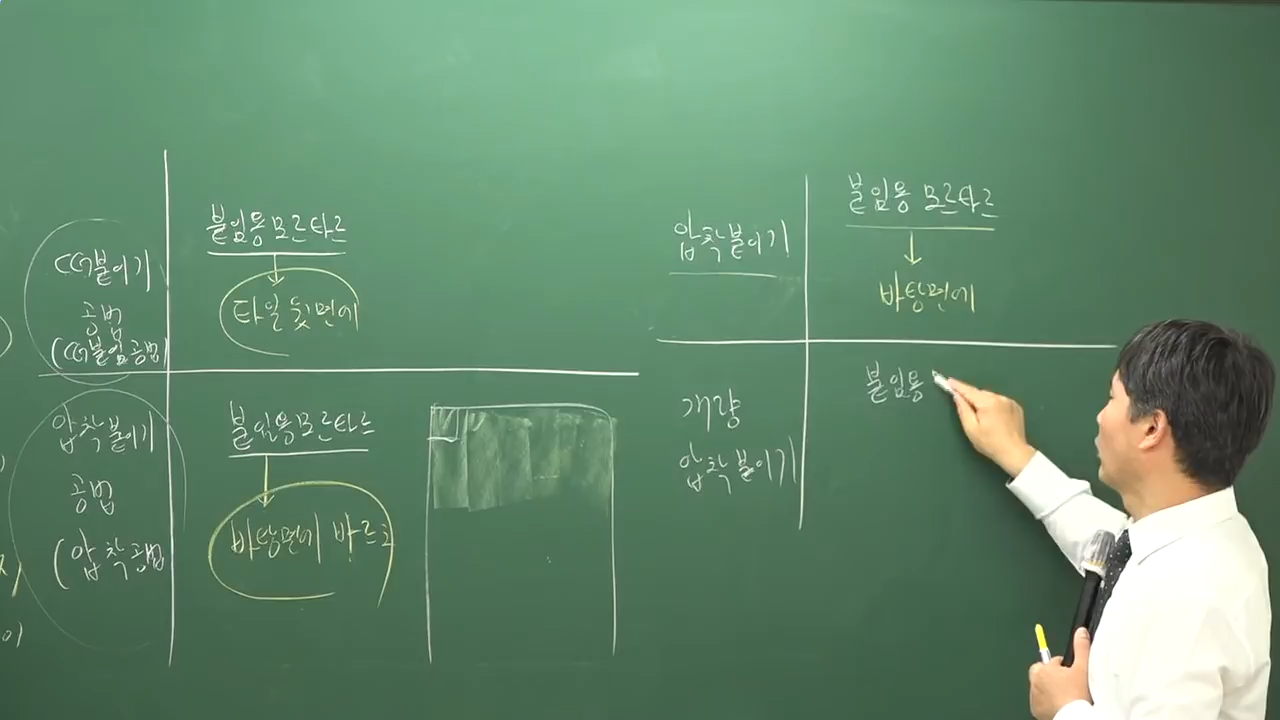 떠붙이기
공법
(떠붙임공법)
붙임용모르타르
타일 뒷면에
압착붙이기
공법
(압착공법
붙임용모르타르
바탕면에 바르고
압착붙이기
붙임용 모르타르
바탕면에
개량
압착붙이기
붙임용